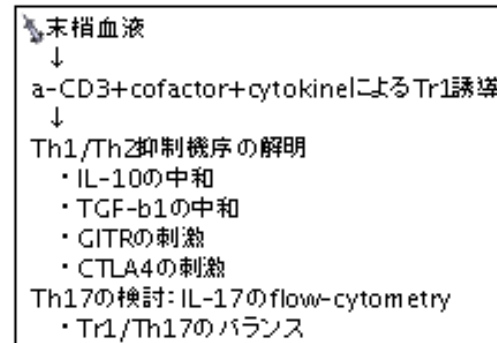 末梢血液
↓
a-CD3+cofactor+cytokineによるTr1誘導
↓
Th1/Th2抑制機序の解明
・IL-10の中和
・TGF-b1の中和
・GITRの刺激
・CTLA4の刺激
Th17の検討:IL-17のflow-cytometry
・Tr1/Th17のバランス